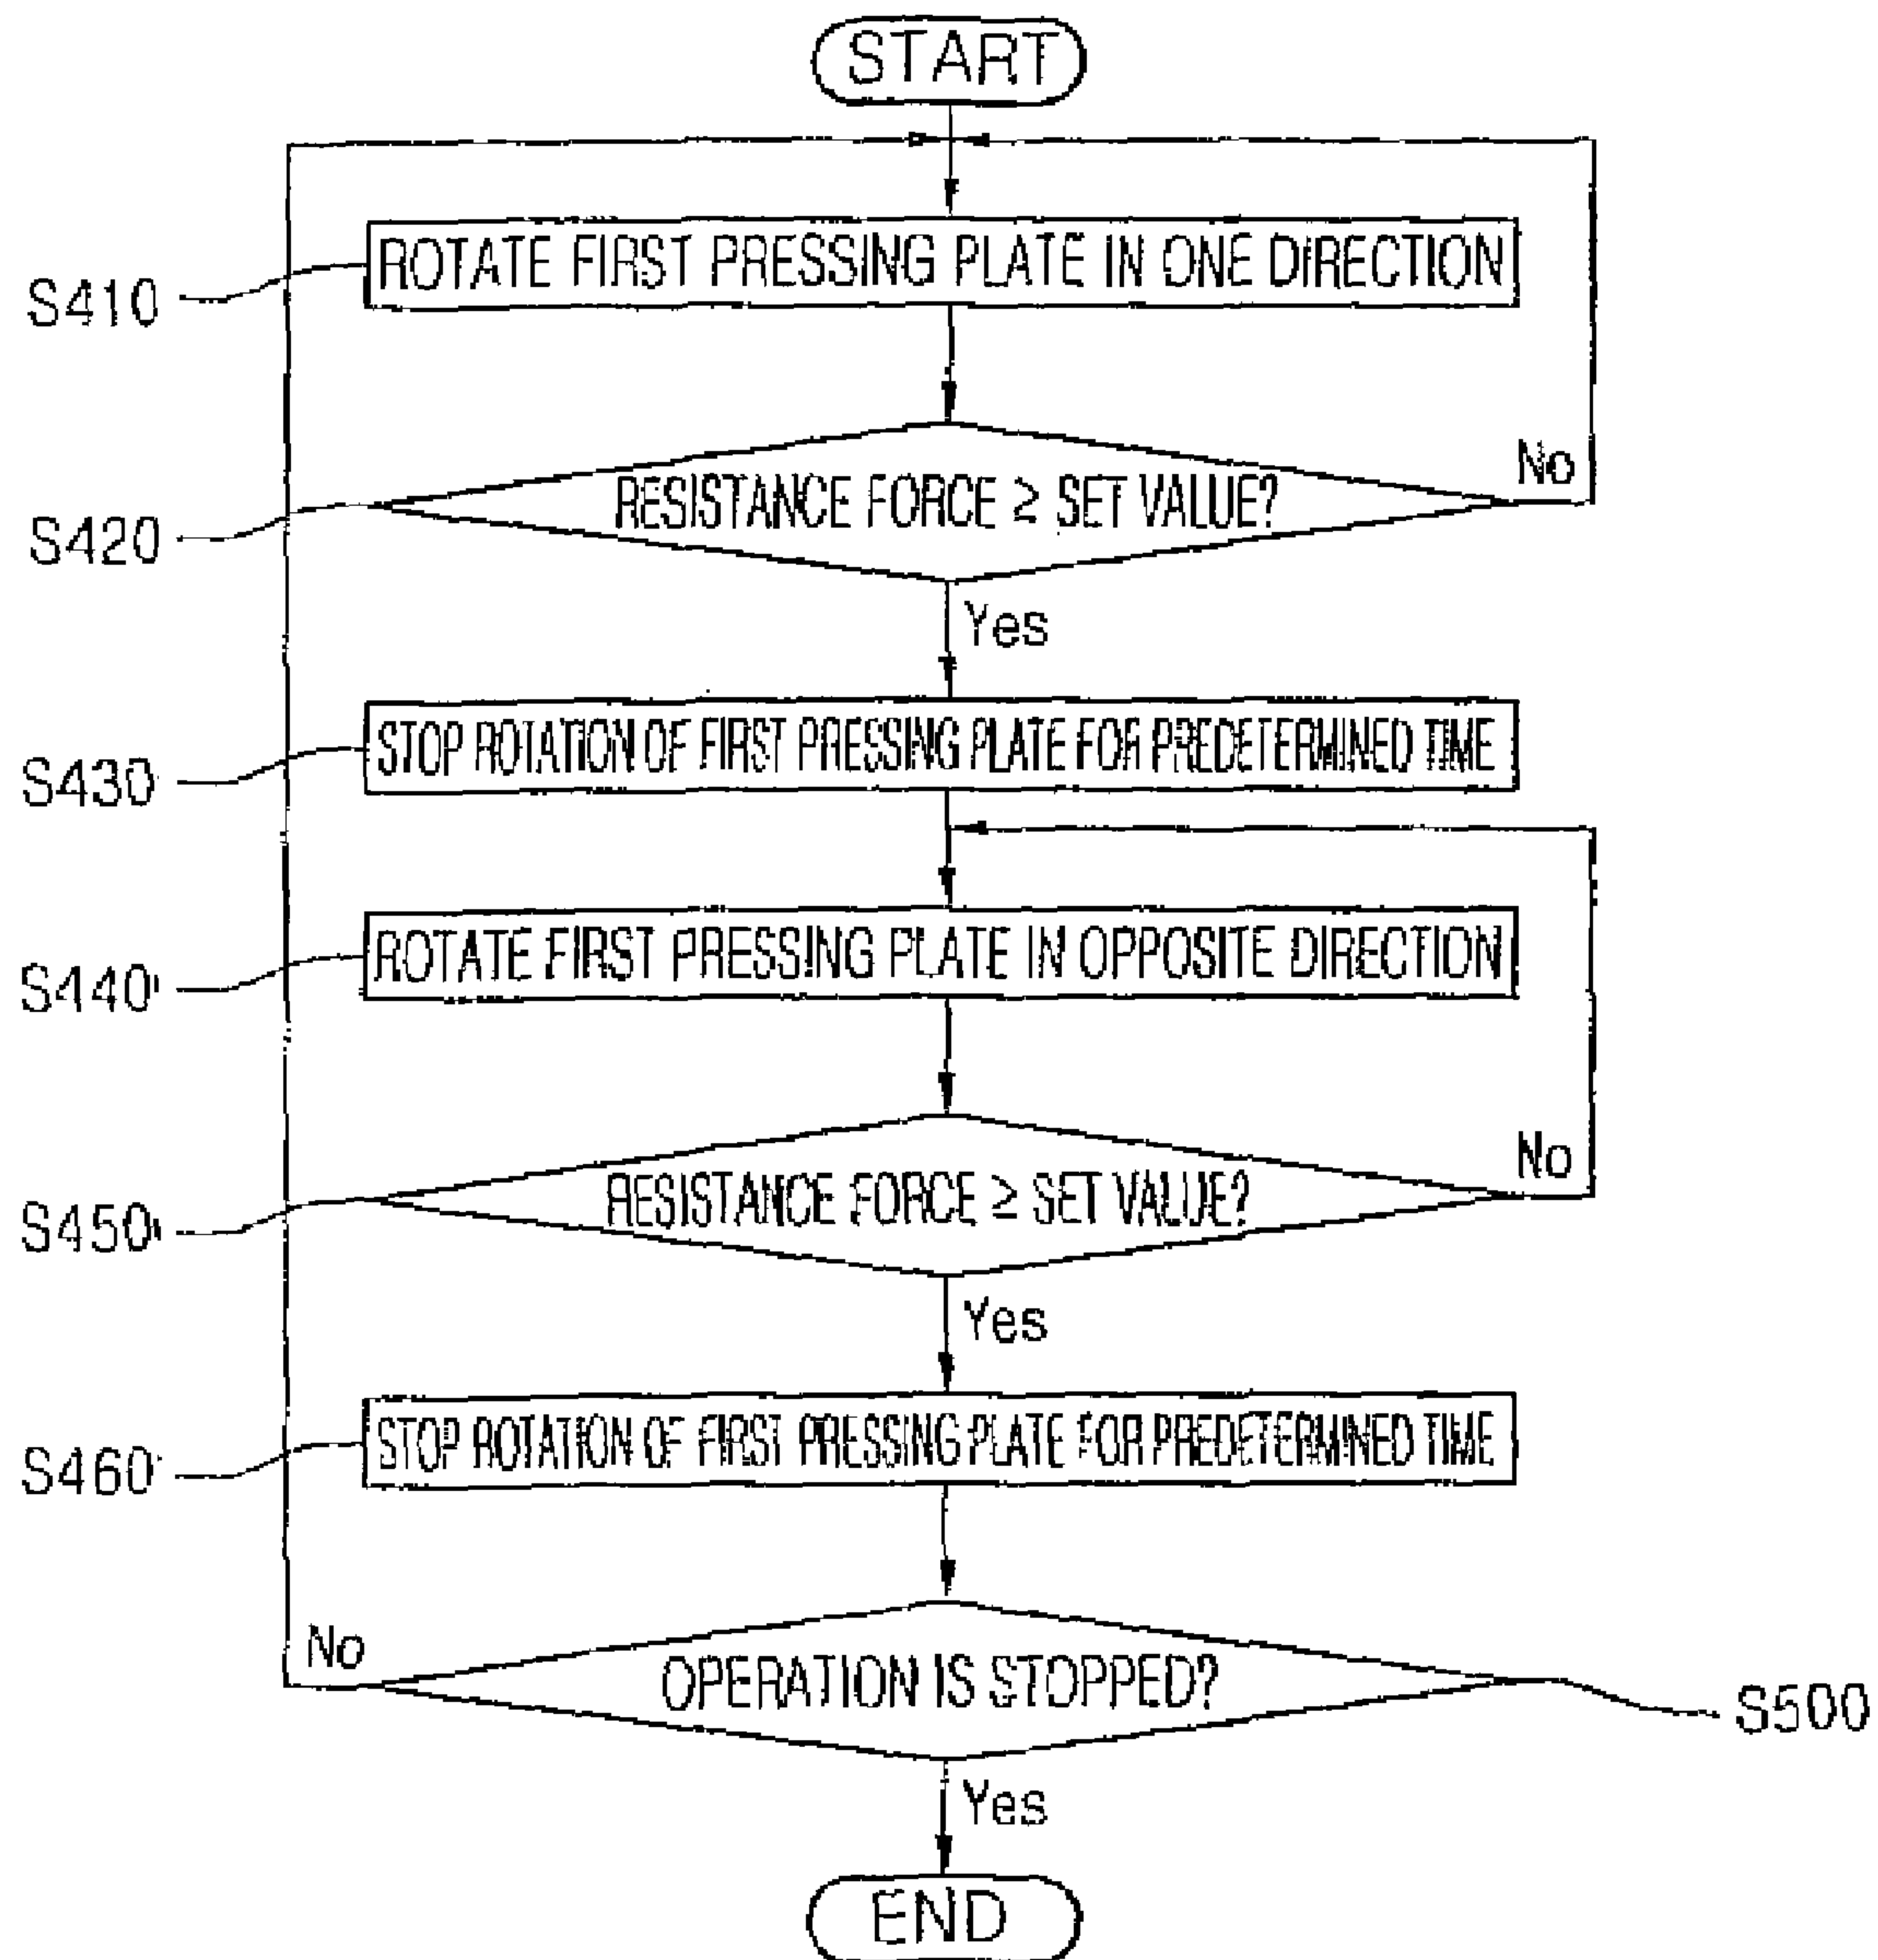 START
ROTATE FIRST PRESSING PLATE IN ONE DIRECTION
S410
No
RESISTANCE FORCE ≥ SET VALUE?
S420
Yes
STOP ROTATION OF FIRST PRESSING PLATE FOR PREDETERMINED TIME
S430
ROTATE FIRST PRESSING PLATE IN OPPOSITE DIRECTION
S440
No
RESISTANCE FORCE ≥ SET VALUE?
S450
Yes
STOP ROTATION OF FIRST PRESSING PLATE FOR PREDETERMINED TIME
S460
No
OPERATION IS STOPPED?
S500
Yes
END